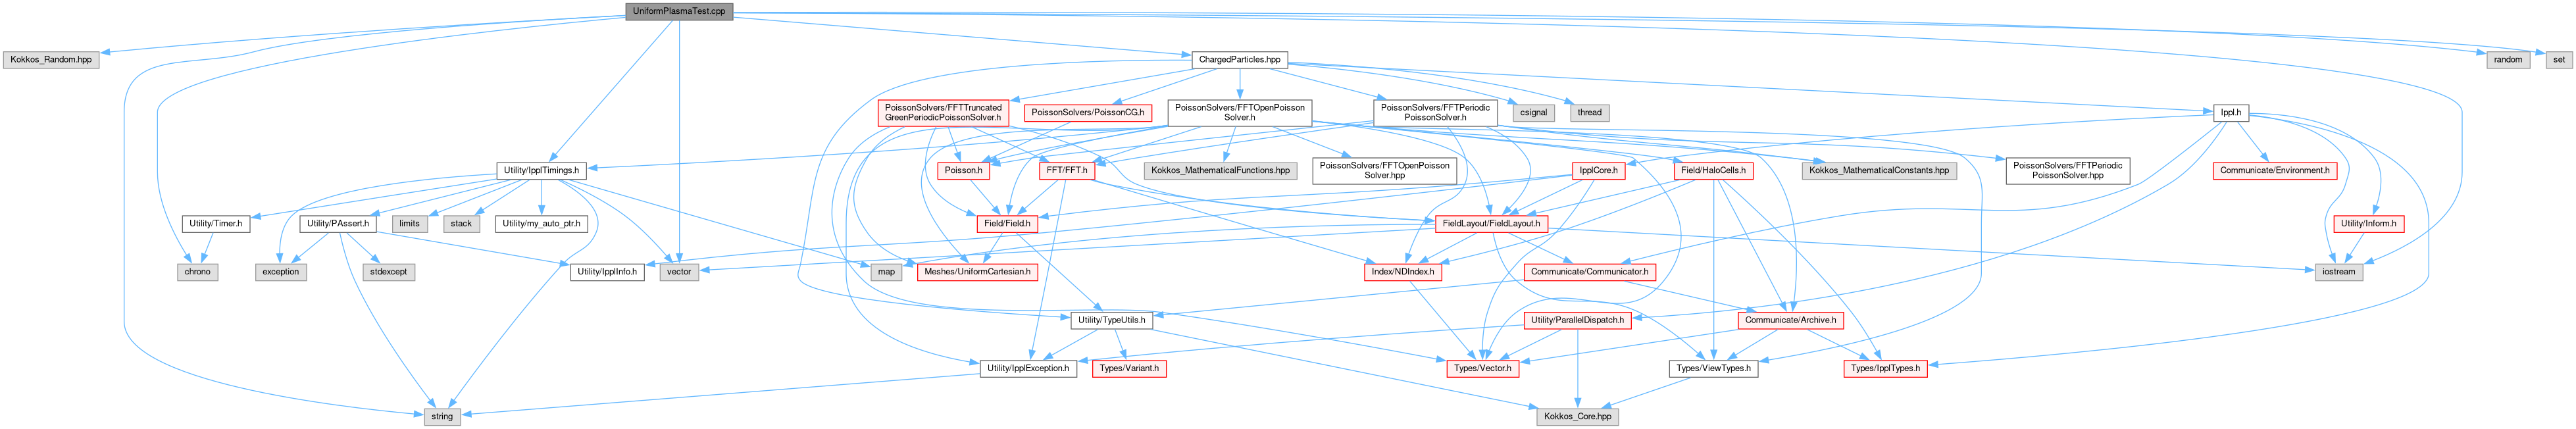 UniformPlasmaTest.cpp
Kokkos_Random.hpp
ChargedParticles.hpp
random
set
PoissonSolvers/FFTTruncated
GreenPeriodicPoissonSolver.h
PoissonSolvers/PoissonCG.h
PoissonSolvers/FFTOpenPoisson
Solver.h
PoissonSolvers/FFTPeriodic
PoissonSolver.h
csignal
thread
Ippl.h
Utility/IpplTimings.h
Poisson.h
FFT/FFT.h
Kokkos_MathematicalFunctions.hpp
PoissonSolvers/FFTOpenPoisson
Solver.hpp
IpplCore.h
Field/HaloCells.h
Kokkos_MathematicalConstants.hpp
PoissonSolvers/FFTPeriodic
PoissonSolver.hpp
Communicate/Environment.h
Utility/Timer.h
Utility/PAssert.h
limits
stack
Utility/my_auto_ptr.h
Field/Field.h
FieldLayout/FieldLayout.h
Utility/Inform.h
chrono
exception
stdexcept
Utility/IpplInfo.h
vector
map
Meshes/UniformCartesian.h
Index/NDIndex.h
Communicate/Communicator.h
iostream
Utility/TypeUtils.h
Utility/ParallelDispatch.h
Communicate/Archive.h
Utility/IpplException.h
Types/Variant.h
Types/Vector.h
Types/ViewTypes.h
Types/IpplTypes.h
string
Kokkos_Core.hpp